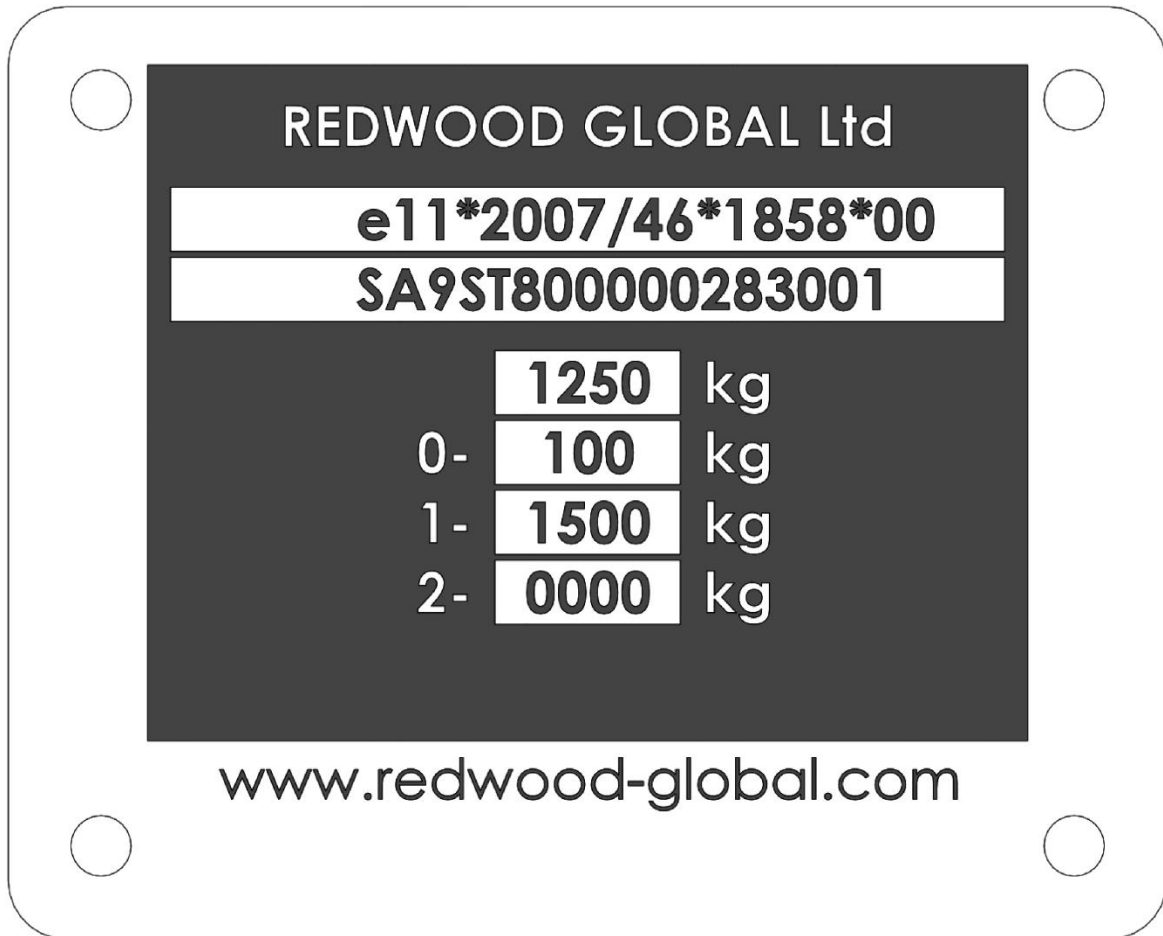 REDWOOD GLOBAL Ltd
e11*2007/46*1858*00
SA9ST800000283001
1250 kg
0- 100 kg
1- 1500 kg
2- 0000 kg
www.redwood-global.com